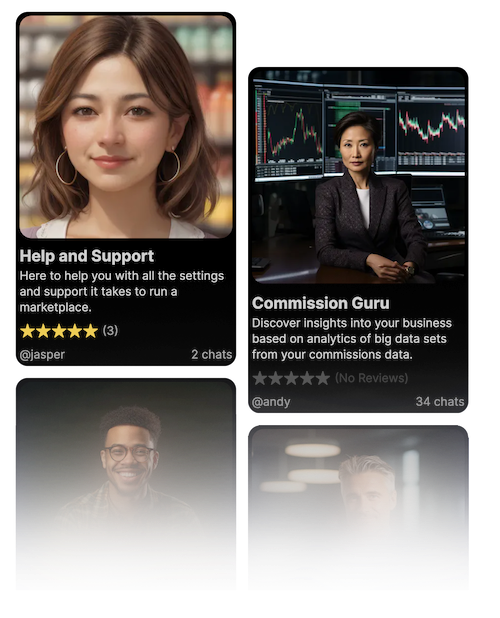 Help and Support
Here to help you with all the settings
and support it takes to run a
marketplace.
(3)
@jasper 2 chats
Commission Guru
Discover insights into your business
based on analytics of big data sets
from your commissions data.
(No Reviews)
@andy 34 chats